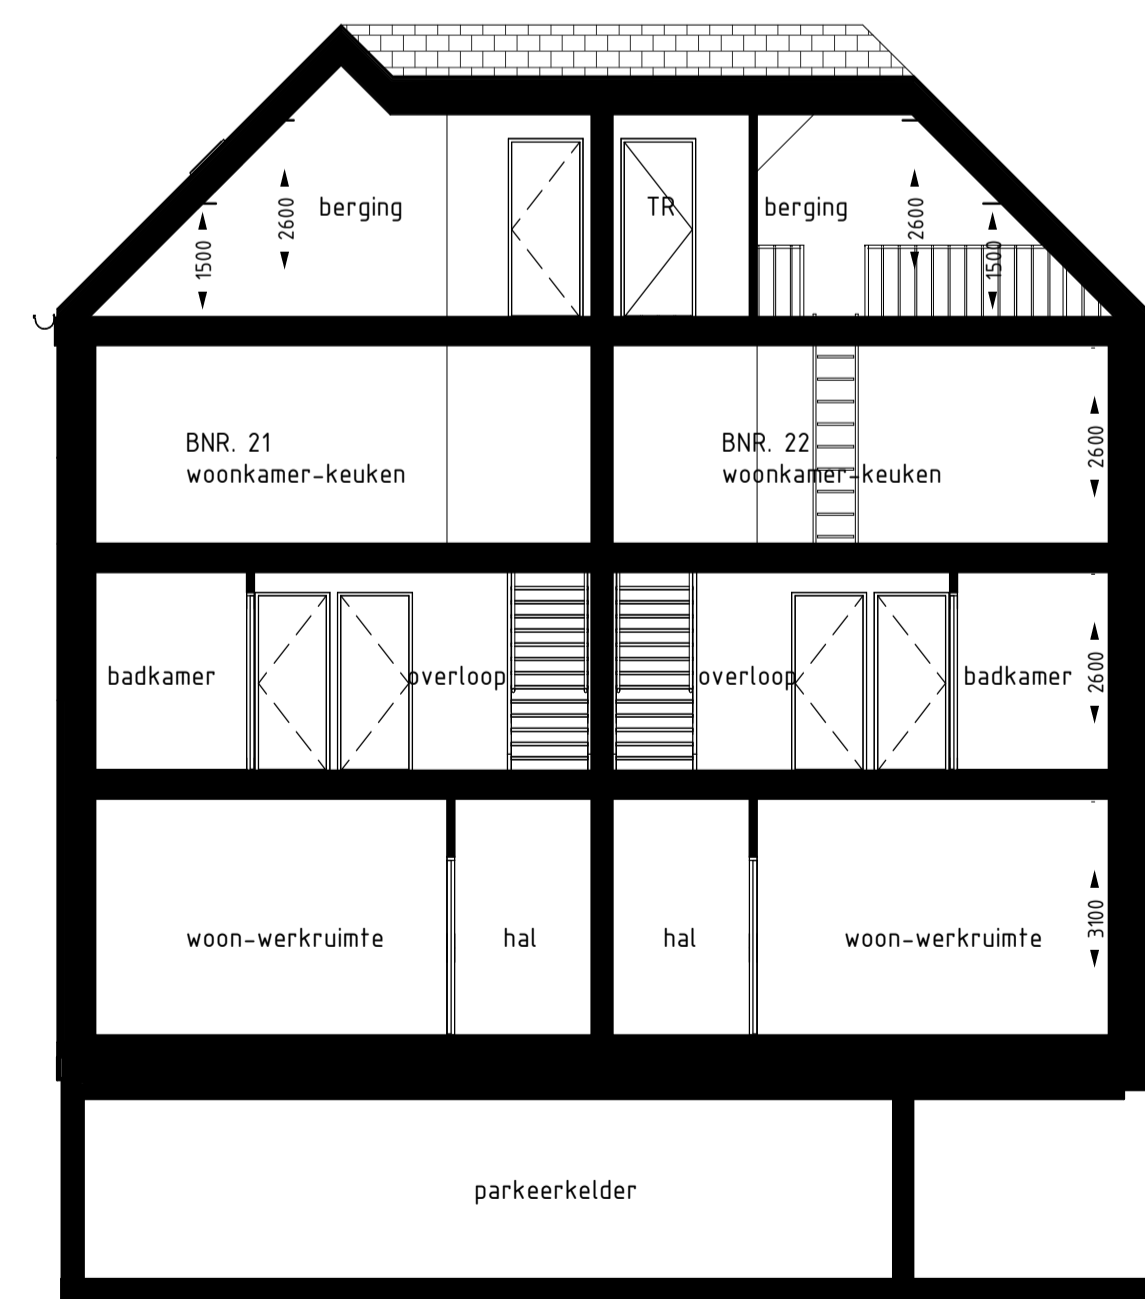 berging
TR
berging
1500
2600
2600
1500
BNR. 21
woonkamer-keuken
BNR. 22
woonkamer-keuken
2600
badkamer
overloop
overloop
badkamer
2600
woon-werkruimte
hal
hal
woon-werkruimte
3100
parkeerkelder